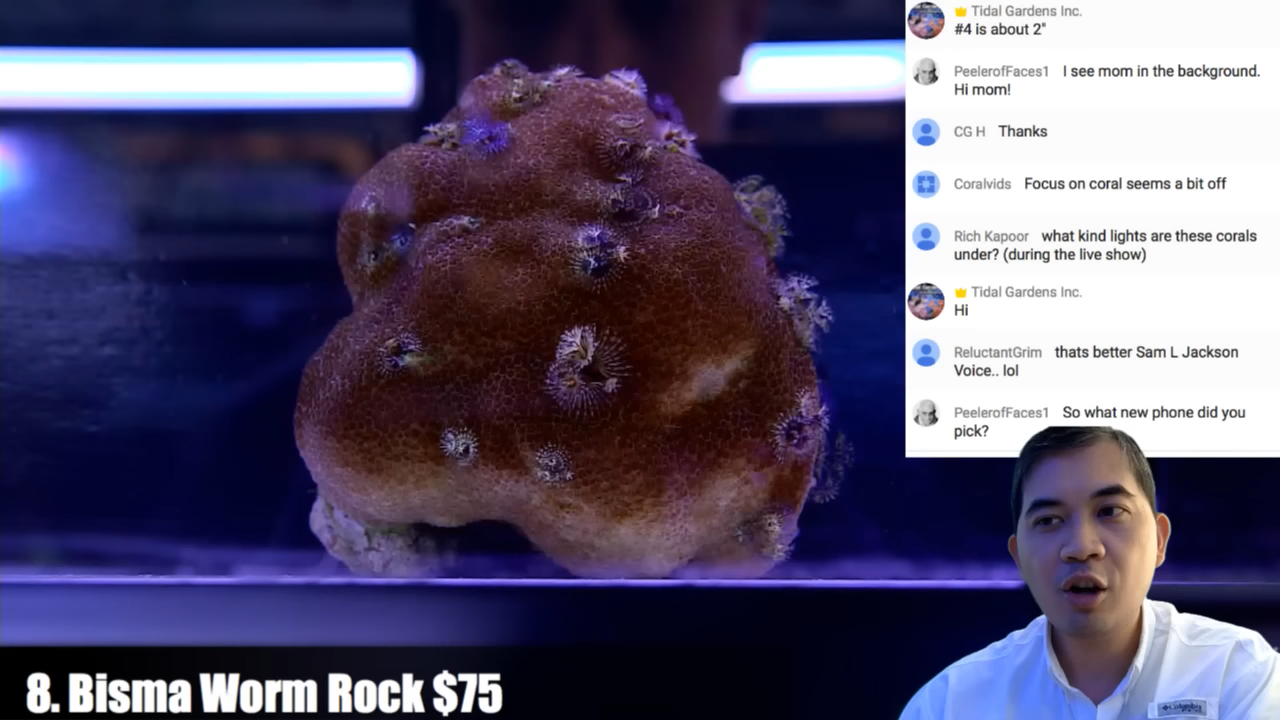 Tidal Gardens Inc.
#4 is about 2"
PeelerofFaces1 I see mom in the background.
Hi mom!
CG H Thanks
Coralvids Focus on coral seems a bit off
Rich Kapoor what kind lights are these corals
under? (during the live show)
Tidal Gardens Inc.
Hi
ReluctantGrim thats better Sam L Jackson
Voice.. lol
PeelerofFaces1 So what new phone did you
pick?
Columbia
8. Bisma Worm Rock $75